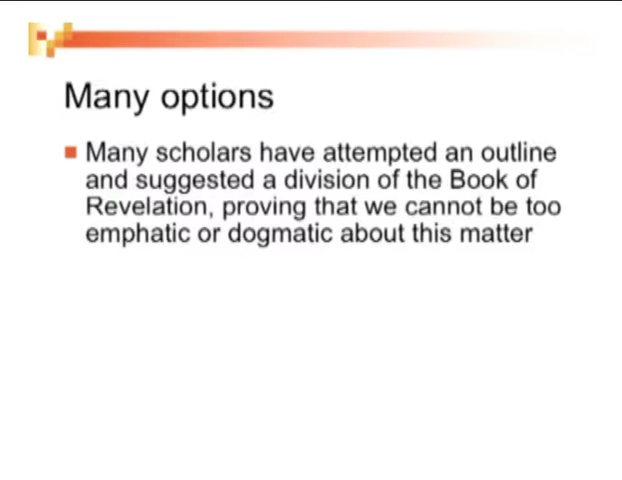 Many options
Many scholars have attempted an outline
and suggested a division of the Book of
Revelation, proving that we cannot be too
emphatic or dogmatic about this matter